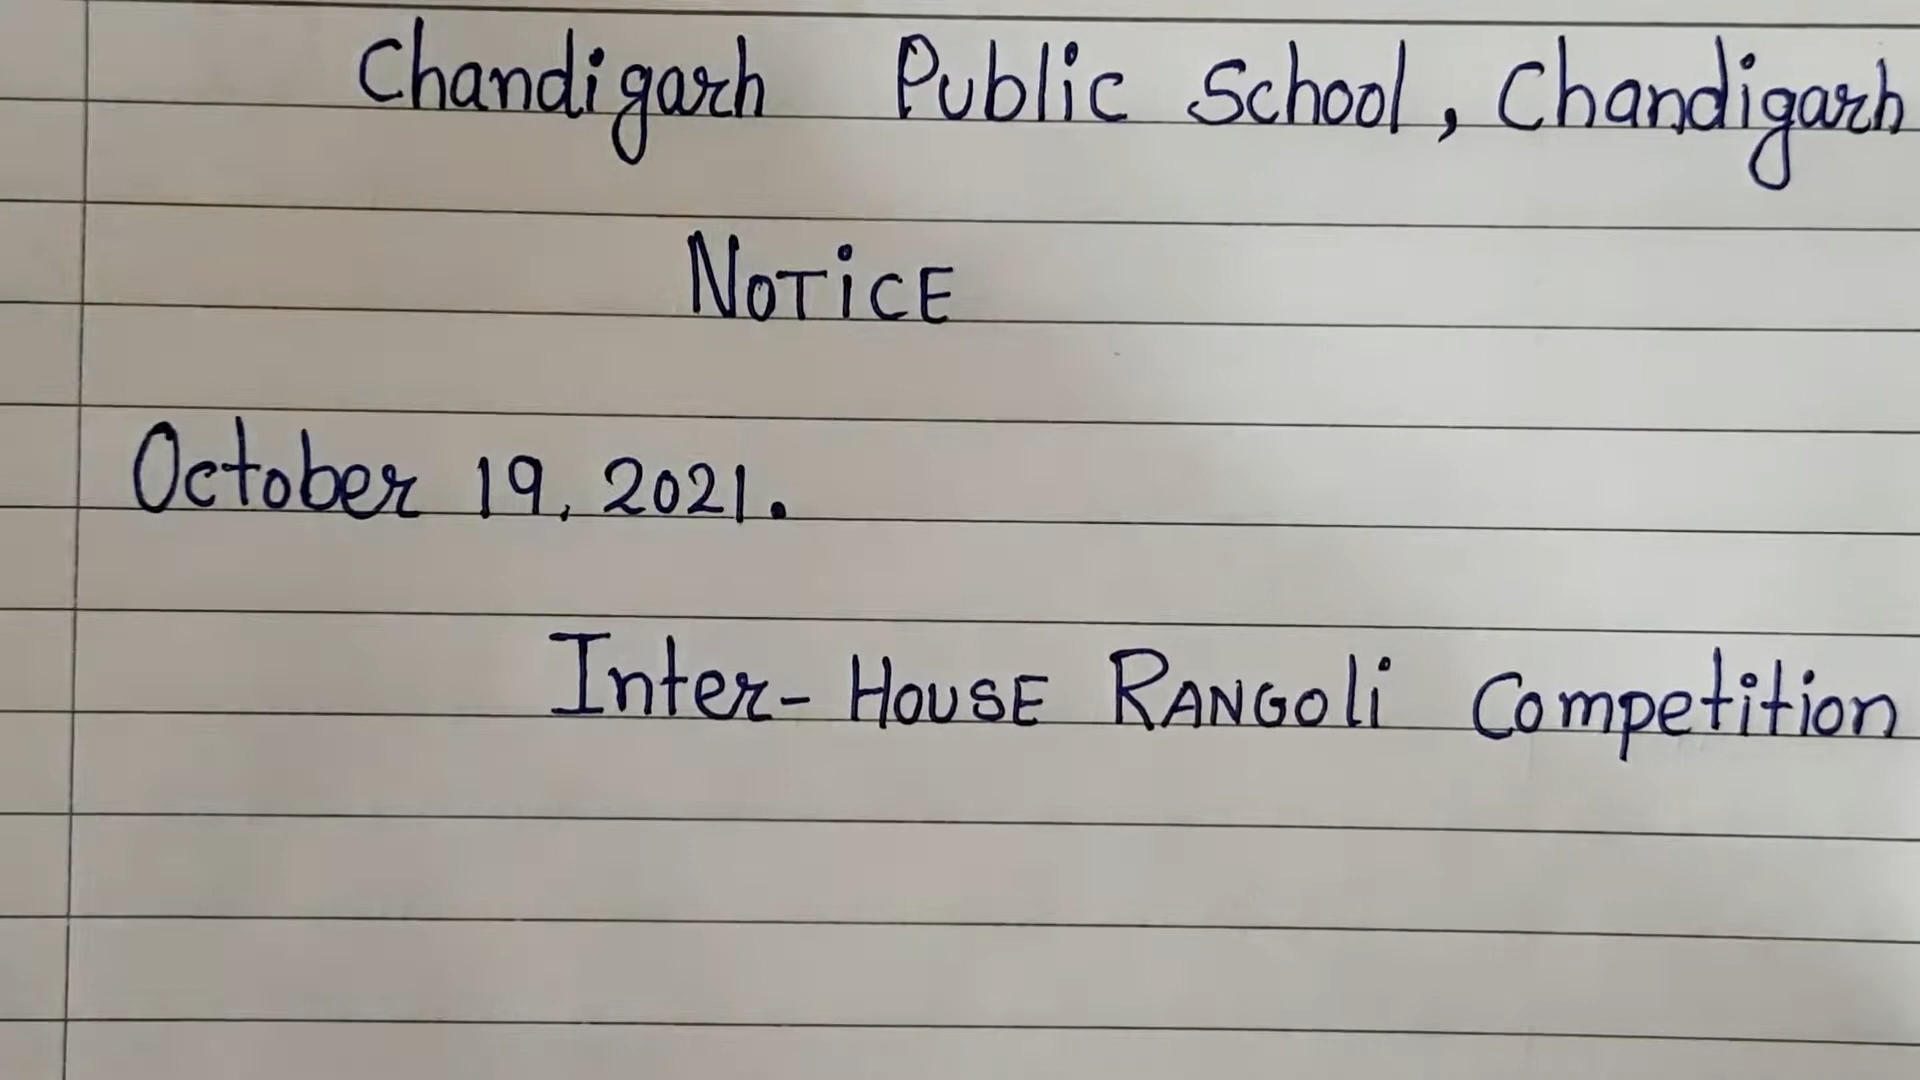 Chandigarh Public School, Chandigarh
NOTiCE
October 19, 2021.
Inter-HOUSE RANGOli Competition